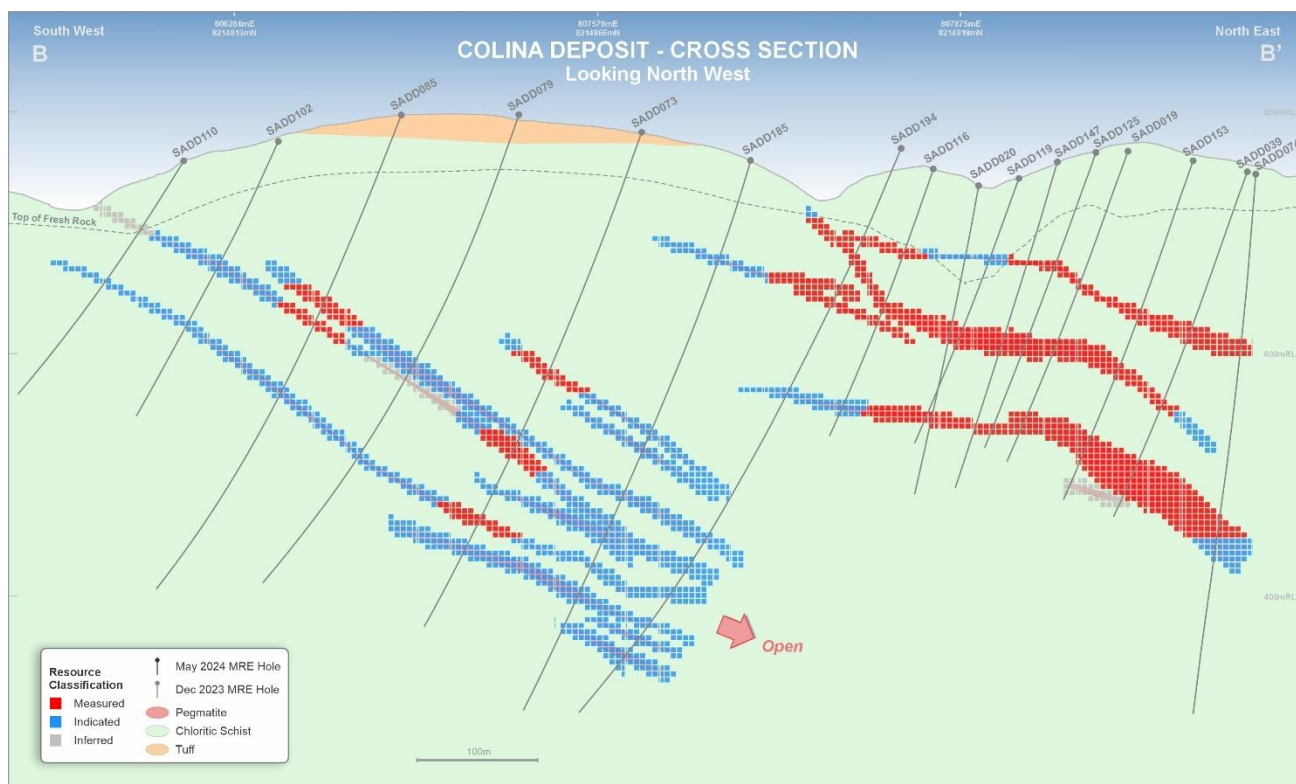 South West
B
806284mE
8214813mN
807579mE
8214866mN
807875mE
8214918mN
North East
B'
COLINA DEPOSIT - CROSS SECTION
Looking North West
SADD110
SADD102
SADD085
SADD079
SADD073
SADD185
SADD194
SADD116
SADD020
SADD119
SADD147
SADD125
SADD019
SADD153
SADD039
SADD074
800mRL
Top of Fresh Rock
600mRL
400mRL
Open
Resource
Classification
Measured
Indicated
Inferred
May 2024 MRE Hole
Dec 2023 MRE Hole
Pegmatite
Chloritic Schist
Tuff
100m